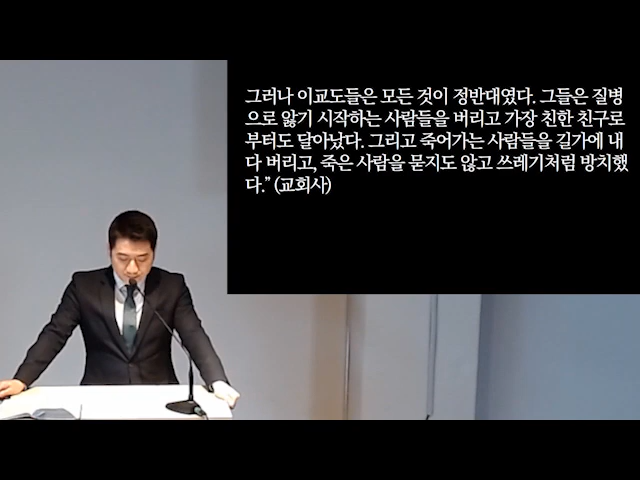 그러나 이교도들은 모든 것이 정반대였다. 그들은 질병
으로 앓기 시작하는 사람들을 버리고 가장 친한 친구로
부터도 달아났다. 그리고 죽어가는 사람들을 길가에 내
다 버리고, 죽은 사람을 묻지도 않고 쓰레기처럼 방치했
다.” (교회사)